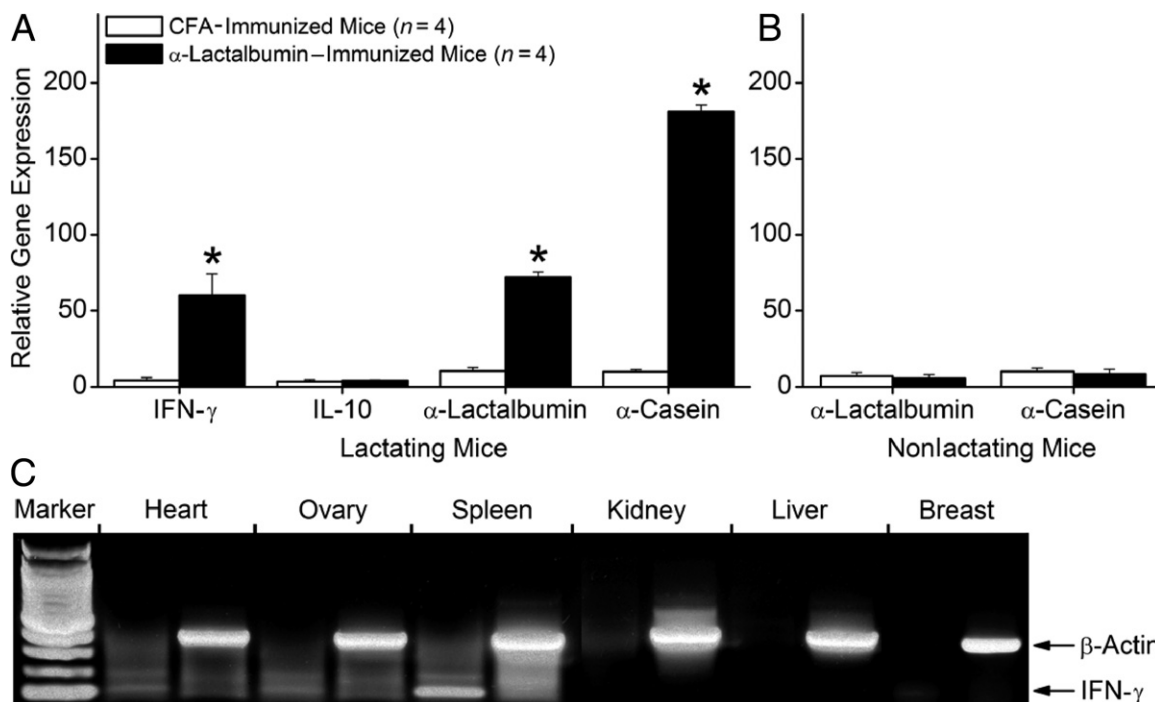 A
CFA-Immunized Mice (n = 4)
α-Lactalbumin–Immunized Mice (n = 4)
Relative Gene Expression
200
150
100
50
0
*
*
*
IFN-γ IL-10 α-Lactalbumin α-Casein
Lactating Mice
B
200
150
100
50
0
α-Lactalbumin α-Casein
Nonlactating Mice
C
Marker Heart Ovary Spleen Kidney Liver Breast
β-Actin
IFN-γ